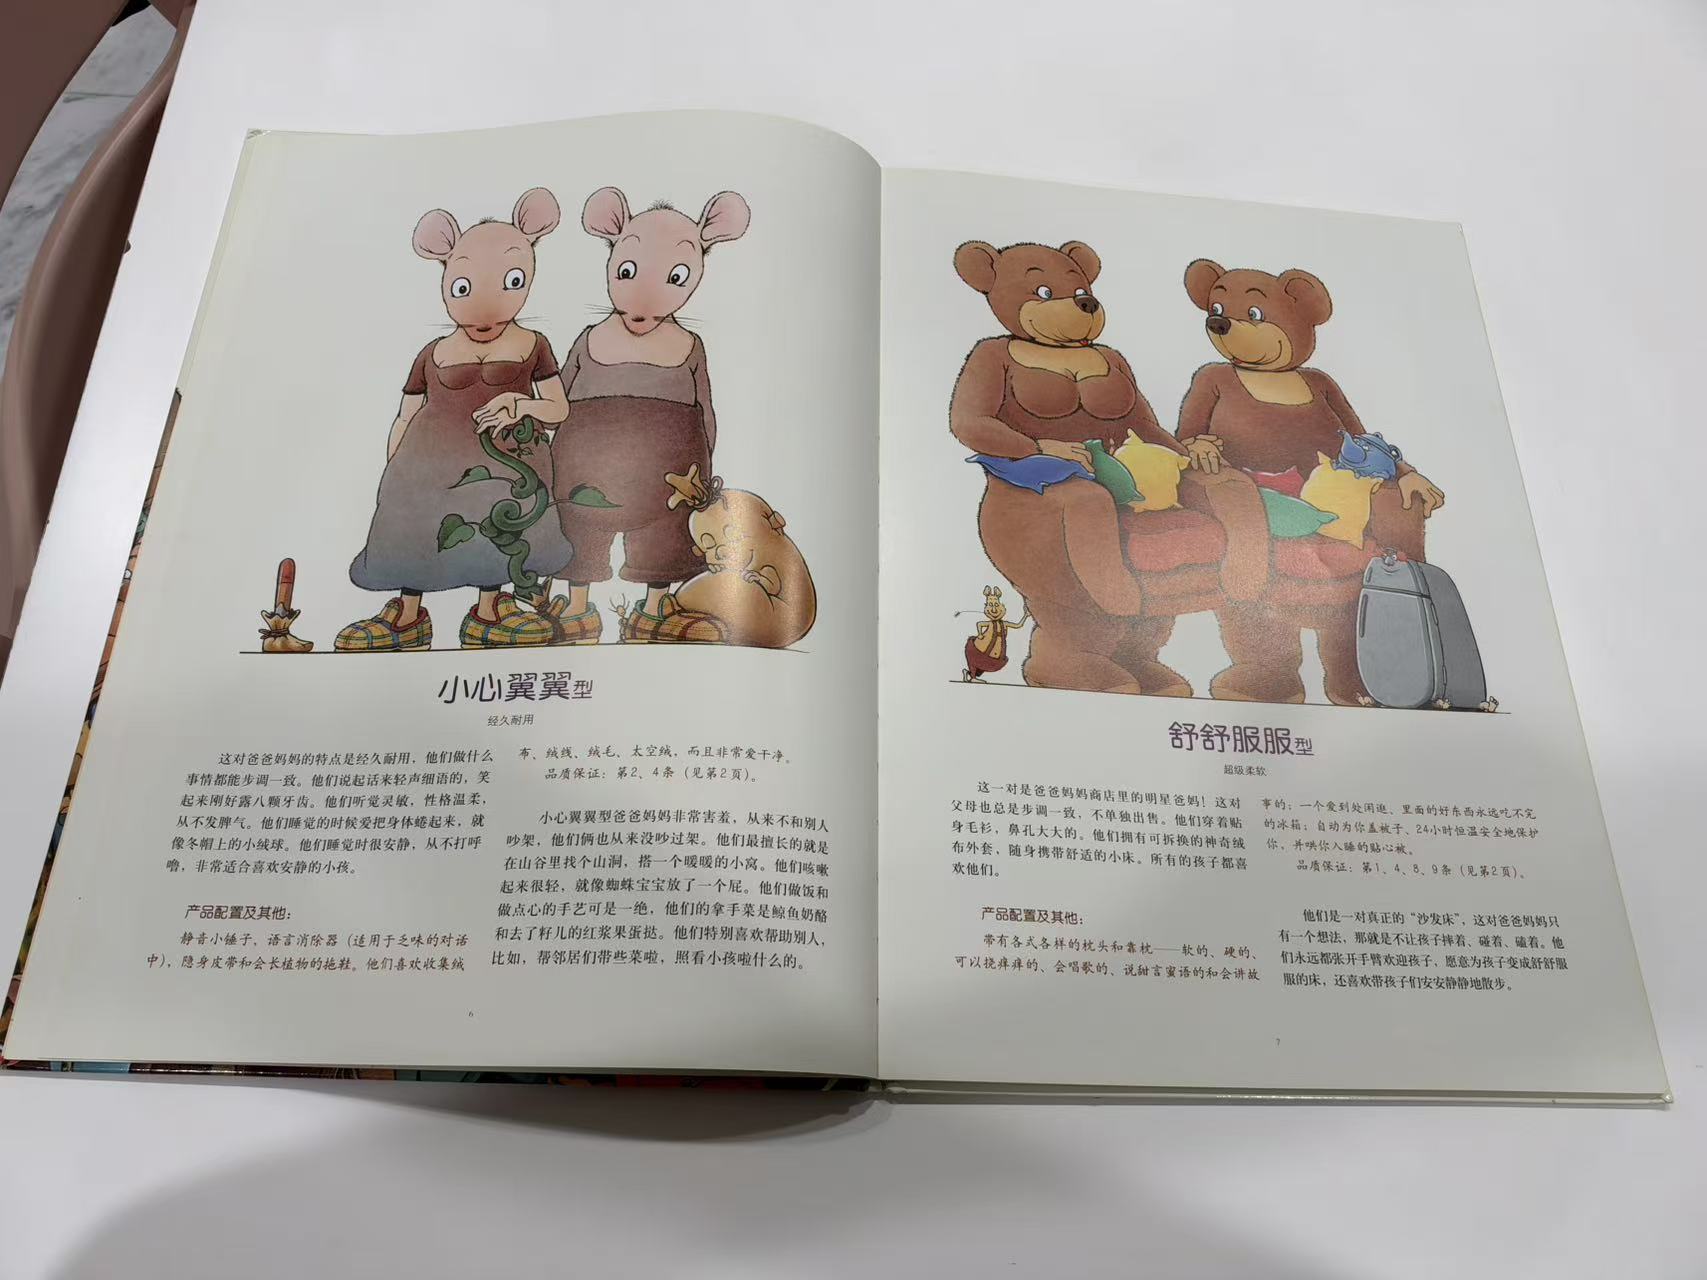 小心翼翼型
经久耐用
这对爸爸妈妈的特点是经久耐用，他们做什么
事情都能步调一致。他们说起话来轻声细语的，笑
起来刚好露八颗牙齿。他们听觉灵敏，性格温柔，
从不发脾气。他们睡觉的时候爱把身体蜷起来，就
像冬帽上的小绒球。他们睡觉时很安静，从不打呼
噜，非常适合喜欢安静的小孩。
产品配置及其他：
静音小锤子，语言消除器（适用于乏味的对话
中），隐身皮带和会长植物的拖鞋。他们喜欢收集绒
布、绒线、绒毛、太空绒，而且非常爱干净。
品质保证：第2、4条（见第2页）。
小心翼翼型爸爸妈妈非常害羞，从来不和别人
吵架，他们俩也从来没吵过架。他们最擅长的就是
在山谷里找个山洞，搭一个暖暖的小窝。他们咳嗽
起来很轻，就像蜘蛛宝宝放了一个屁。他们做饭和
做点心的手艺可是一绝，他们的拿手菜是鲸鱼奶酪
和去了籽儿的红浆果蛋挞。他们特别喜欢帮助别人，
比如，帮邻居们带些菜啦，照看小孩啦什么的。
6
舒舒服服型
超级柔软
这一对是爸爸妈妈商店里的明星爸妈！这对
父母也总是步调一致，不单独出售。他们穿着贴
身毛衫，鼻孔大大的。他们拥有可拆换的神奇绒
布外套，随身携带舒适的小床。所有的孩子都喜
欢他们。
产品配置及其他：
带有各式各样的枕头和靠枕——软的、硬的、
可以挠痒痒的、会唱歌的、说甜言蜜语的和会讲故
事的；一个爱到处闲逛、里面的好东西永远吃不完
的冰箱；自动为你盖被子、24小时恒温安全地保护
你，并哄你入睡的贴心被。
品质保证：第1、4、8、9条（见第2页）。
他们是一对真正的“沙发床”，这对爸爸妈妈只
有一个想法，那就是不让孩子摔着、碰着、磕着。他
们永远都张开手臂欢迎孩子，愿意为孩子变成舒舒服
服的床，还喜欢带孩子们安安静静地散步。
7